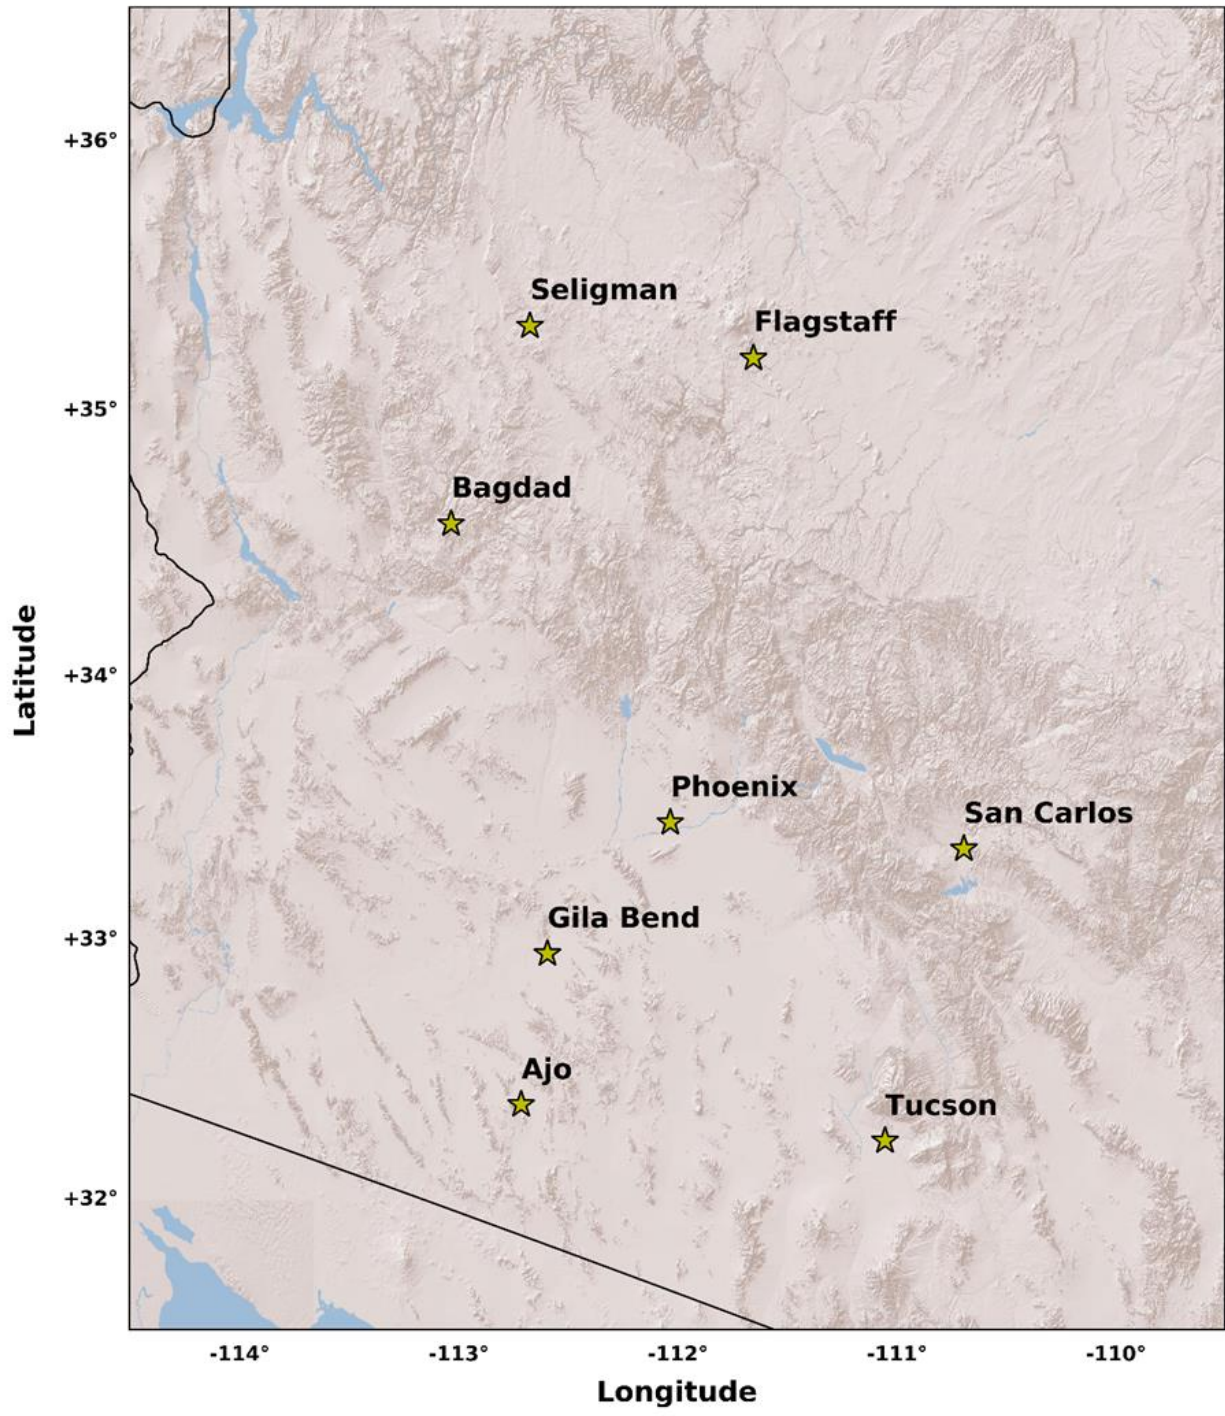 +36°
Seligman
Flagstaff
+35°
Bagdad
+34°
Latitude
Phoenix
San Carlos
+33°
Gila Bend
Ajo
Tucson
+32°
-114°
-113°
-112°
-111°
-110°
Longitude